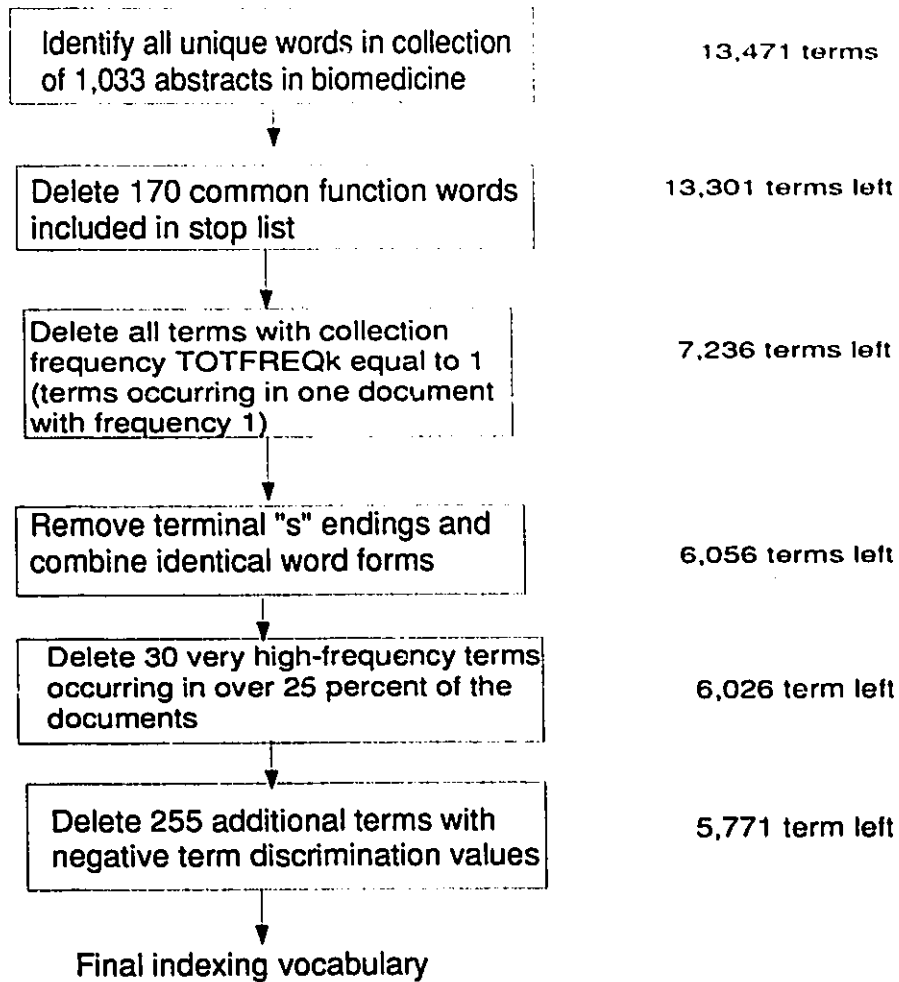 Identify all unique words in collection
of 1,033 abstracts in biomedicine
13,471 terms
Delete 170 common function words
included in stop list
13,301 terms left
Delete all terms with collection
frequency TOTFREQk equal to 1
(terms occurring in one document
with frequency 1)
7,236 terms left
Remove terminal "s" endings and
combine identical word forms
6,056 terms left
Delete 30 very high-frequency terms
occurring in over 25 percent of the
documents
6,026 term left
Delete 255 additional terms with
negative term discrimination values
5,771 term left
Final indexing vocabulary